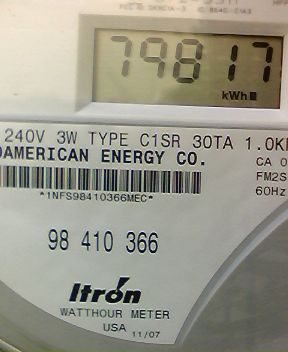 79817
kWh
240V 3W TYPE C1SR 30TA 1.0K
AMERICAN ENERGY CO.
CA 0
FM2S
60Hz
*1NFS98410366MEC*
98 410 366
Itrón
WATTHOUR METER
USA 11/07